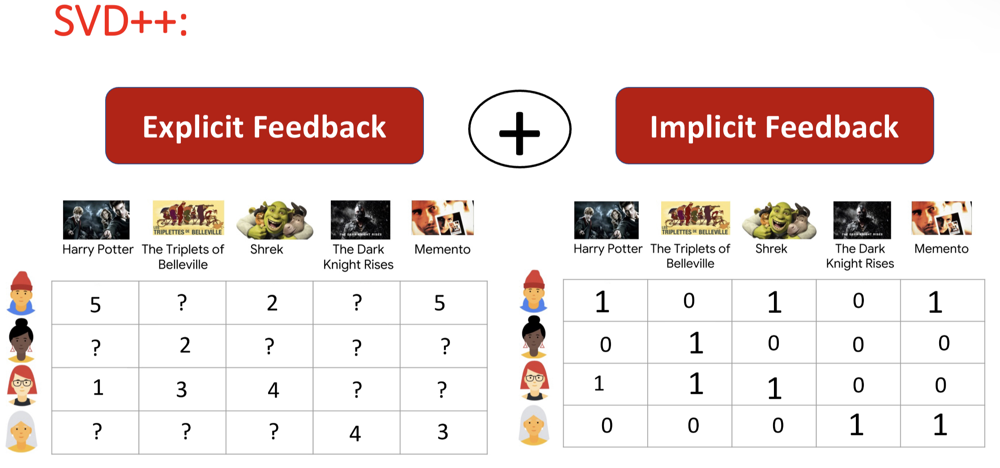 SVD++:
Explicit Feedback
+
Implicit Feedback
LES
TRIPLETTES DE BELLEVILLE
THE DARK KNIGHT RISES
Harry Potter The Triplets of Shrek The Dark Memento
Belleville Knight Rises
5 ? 2 ? 5
? 2 ? ? ?
1 3 4 ? ?
? ? ? 4 3
LES
TRIPLETTES DE BELLEVILLE
THE DARK KNIGHT RISES
Harry Potter The Triplets of Shrek The Dark Memento
Belleville Knight Rises
1 0 1 0 1
0 1 0 0 0
1 1 1 0 0
0 0 0 1 1